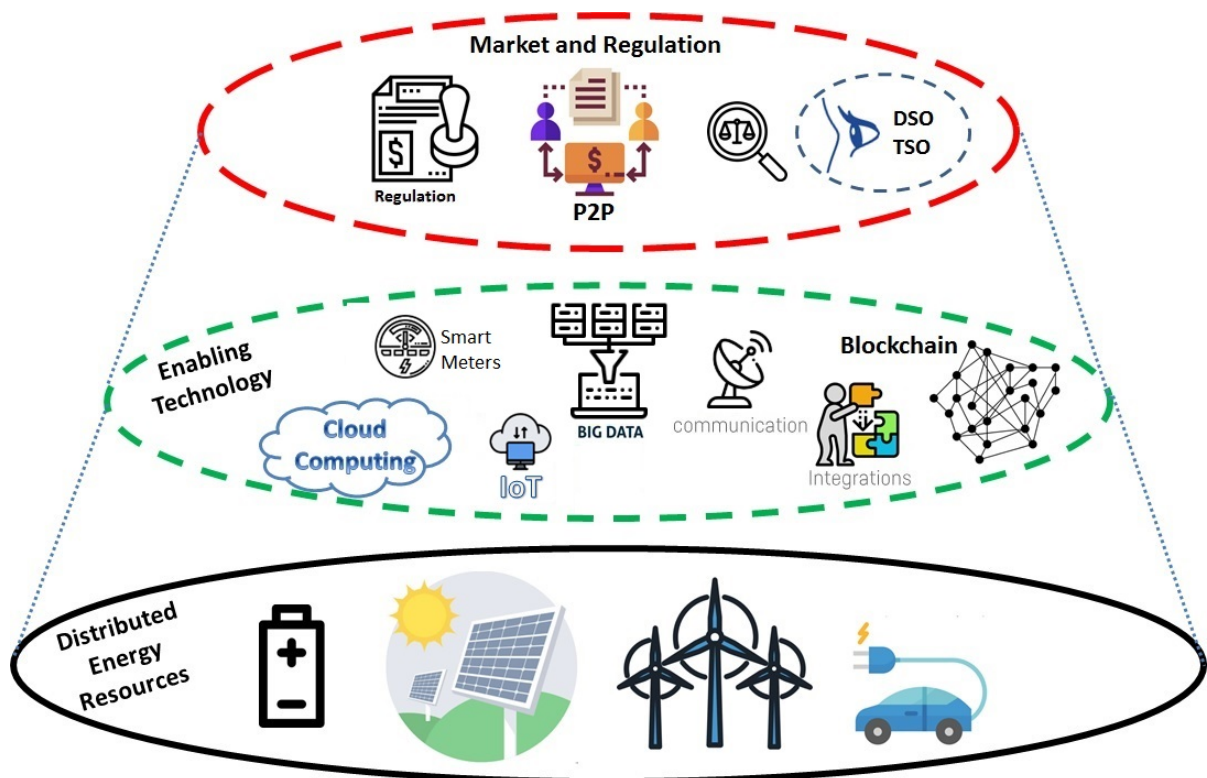 Market and Regulation
$
$
Regulation
P2P
DSO
TSO
Enabling
Technology
Smart
Meters
Cloud
Computing
IoT
BIG DATA
communication
Blockchain
Integrations
Distributed
Energy
Resources